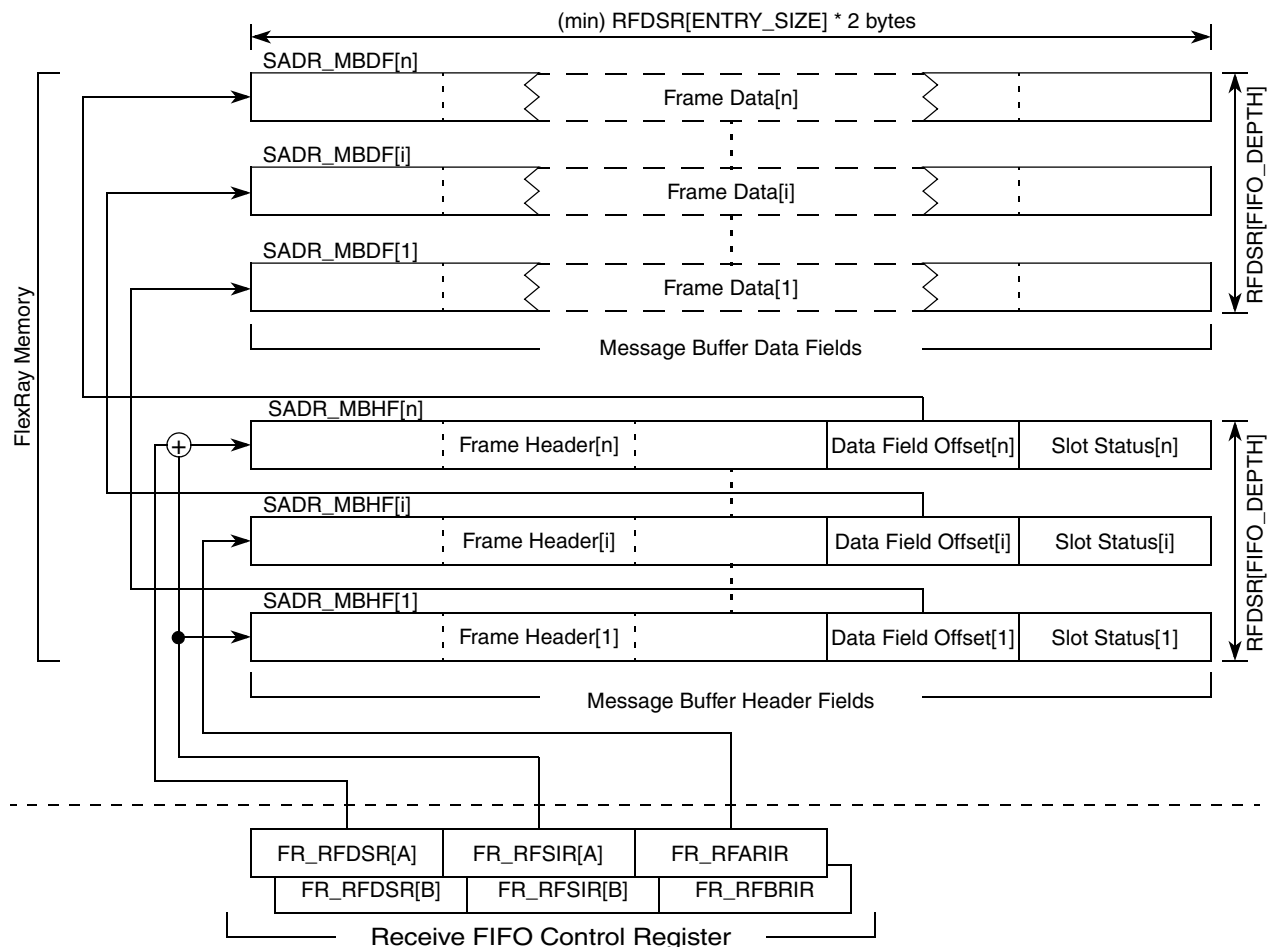 (min) RFDSR[ENTRY_SIZE] * 2 bytes
SADR_MBDF[n]
Frame Data[n]
SADR_MBDF[i]
Frame Data[i]
SADR_MBDF[1]
Frame Data[1]
RFDSR[FIFO_DEPTH]
Message Buffer Data Fields
FlexRay Memory
SADR_MBHF[n]
Frame Header[n] Data Field Offset[n] Slot Status[n]
+
SADR_MBHF[i]
Frame Header[i] Data Field Offset[i] Slot Status[i]
SADR_MBHF[1]
Frame Header[1] Data Field Offset[1] Slot Status[1]
RFDSR[FIFO_DEPTH]
Message Buffer Header Fields
FR_RFDSR[A] FR_RFSIR[A] FR_RFARIR
FR_RFDSR[B] FR_RFSIR[B] FR_RFBRIR
Receive FIFO Control Register